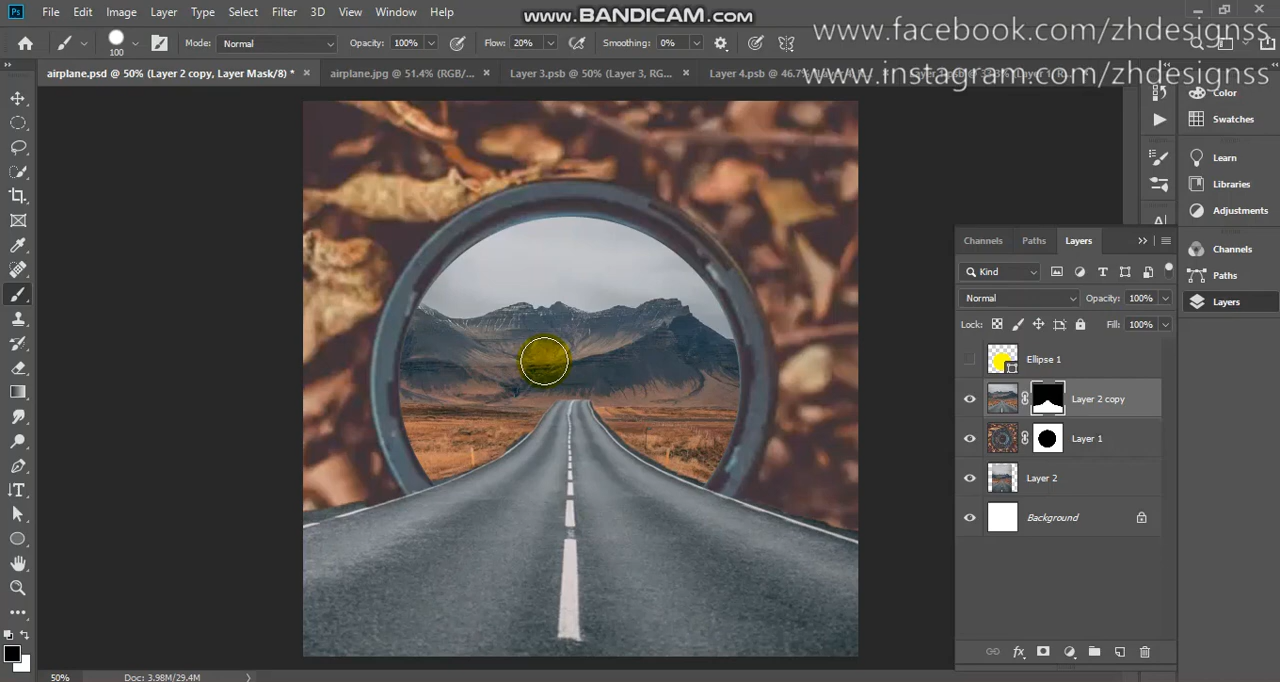 Ps File Edit Image Layer Type Select Filter 3D View Window Help
www.BANDICAM.com
www.facebook.com/zhdesignss
100 Mode: Normal Opacity: 100% Flow: 20% Smoothing: 0%
airplane.psd @ 50% (Layer 2 copy, Layer Mask/8) * × airplane.jpg @ 51.4% (RGB/... × Layer 3.psb @ 50% (Layer 3, RG... × Layer 4.psb @ 46.7%
www.instagram.com/zhdesignss
Color
Swatches
Learn
Libraries
Adjustments
Channels
Paths
Layers
Channels Paths Layers
Kind
Normal Opacity: 100%
Lock: Fill: 100%
Ellipse 1
Layer 2 copy
Layer 1
Layer 2
Background
fx
50% Doc: 3.98M/29.4M